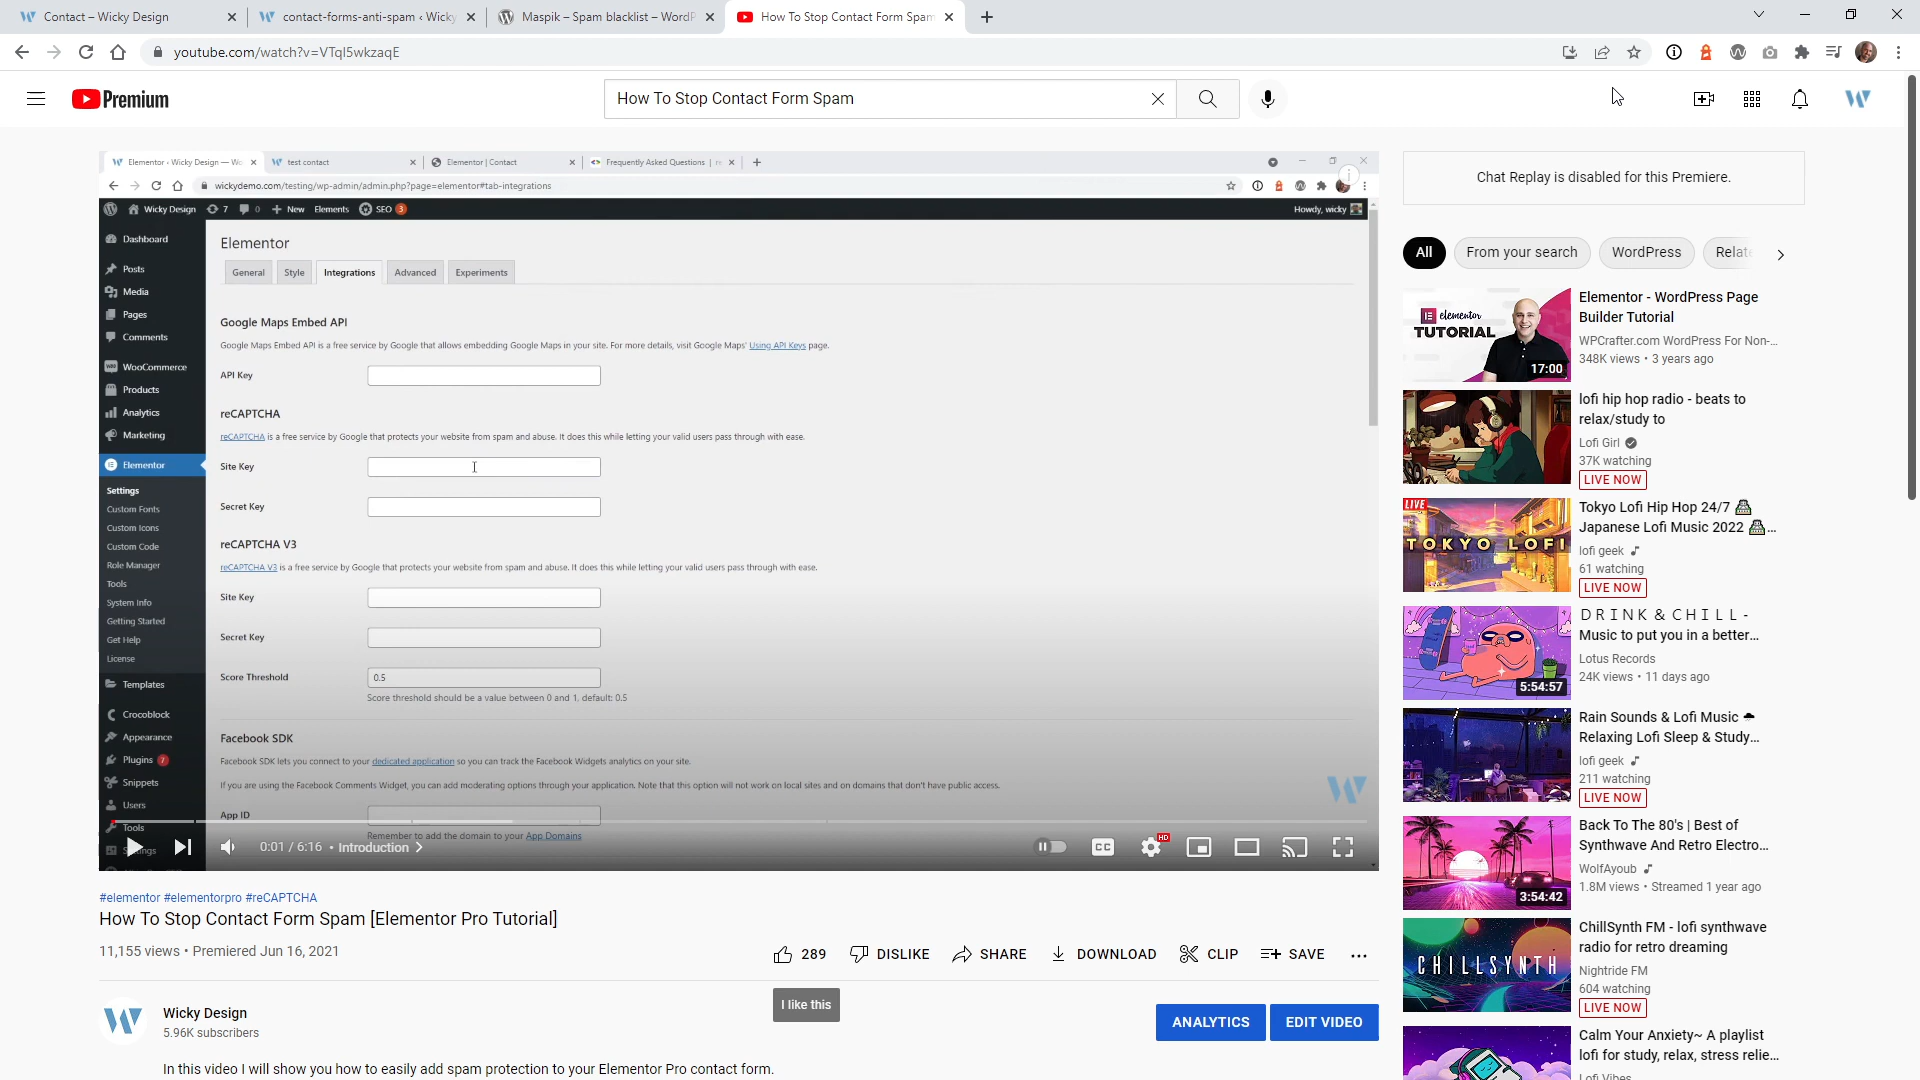 Contact – Wicky Design
contact-forms-anti-spam ‹ Wicky
Maspik – Spam blacklist – WordP
How To Stop Contact Form Spam
youtube.com/watch?v=VTqI5wkzaqE
Premium
How To Stop Contact Form Spam
Elementor ‹ Wicky Design — Wo
test contact
Elementor | Contact
Frequently Asked Questions | re
wickydemo.com/testing/wp-admin/admin.php?page=elementor#tab-integrations
Wicky Design
7
0
New
Elements
SEO
3
Howdy, wicky
Dashboard
Posts
Media
Pages
Comments
WooCommerce
Products
Analytics
Marketing
Elementor
Settings
Custom Fonts
Custom Icons
Custom Code
Role Manager
Tools
System Info
Getting Started
Get Help
License
Templates
Crocoblock
Appearance
Plugins 7
Snippets
Users
Tools
Elementor
General
Style
Integrations
Advanced
Experiments
Google Maps Embed API
Google Maps Embed API is a free service by Google that allows embedding Google Maps in your site. For more details, visit Google Maps' Using API Keys page.
API Key
reCAPTCHA
reCAPTCHA is a free service by Google that protects your website from spam and abuse. It does this while letting your valid users pass through with ease.
Site Key
Secret Key
reCAPTCHA V3
reCAPTCHA V3 is a free service by Google that protects your website from spam and abuse. It does this while letting your valid users pass through with ease.
Site Key
Secret Key
Score Threshold
0.5
Score threshold should be a value between 0 and 1, default: 0.5
Facebook SDK
Facebook SDK lets you connect to your dedicated application so you can track the Facebook Widgets analytics on your site.
If you are using the Facebook Comments Widget, you can add moderating options through your application. Note that this option will not work on local sites and on domains that don't have public access.
App ID
Remember to add the domain to your App Domains
0:01 / 6:16 • Introduction
CC
HD
#elementor #elementorpro #reCAPTCHA
How To Stop Contact Form Spam [Elementor Pro Tutorial]
11,155 views • Premiered Jun 16, 2021
289
DISLIKE
SHARE
DOWNLOAD
CLIP
SAVE
I like this
Wicky Design
5.96K subscribers
ANALYTICS
EDIT VIDEO
In this video I will show you how to easily add spam protection to your Elementor Pro contact form.
Chat Replay is disabled for this Premiere.
All
From your search
WordPress
Relate
elementor
TUTORIAL
17:00
Elementor - WordPress Page
Builder Tutorial
WPCrafter.com WordPress For Non-...
348K views • 3 years ago
lofi hip hop radio - beats to
relax/study to
Lofi Girl
37K watching
LIVE NOW
LIVE
TOKYO LOFI
Tokyo Lofi Hip Hop 24/7
Japanese Lofi Music 2022 ...
lofi geek
61 watching
LIVE NOW
5:54:57
D R I N K & C H I L L -
Music to put you in a better...
Lotus Records
24K views • 11 days ago
Rain Sounds & Lofi Music
Relaxing Lofi Sleep & Study...
lofi geek
211 watching
LIVE NOW
3:54:42
Back To The 80's | Best of
Synthwave And Retro Electro...
WolfAyoub
1.8M views • Streamed 1 year ago
CHILLSYNTH
ChillSynth FM - lofi synthwave
radio for retro dreaming
Nightride FM
604 watching
LIVE NOW
Calm Your Anxiety~ A playlist
lofi for study, relax, stress relie...
Lofi Vibes